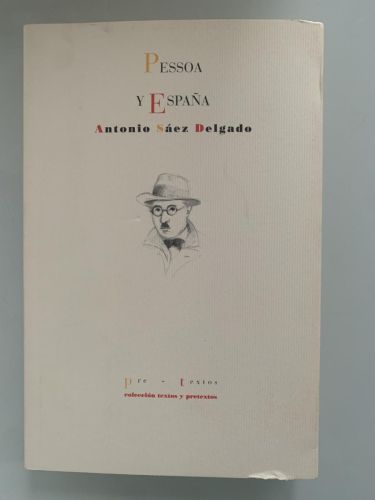 PESSOA
Y ESPAÑA
Antonio Sáez Delgado
pre - textos
colección textos y pretextos